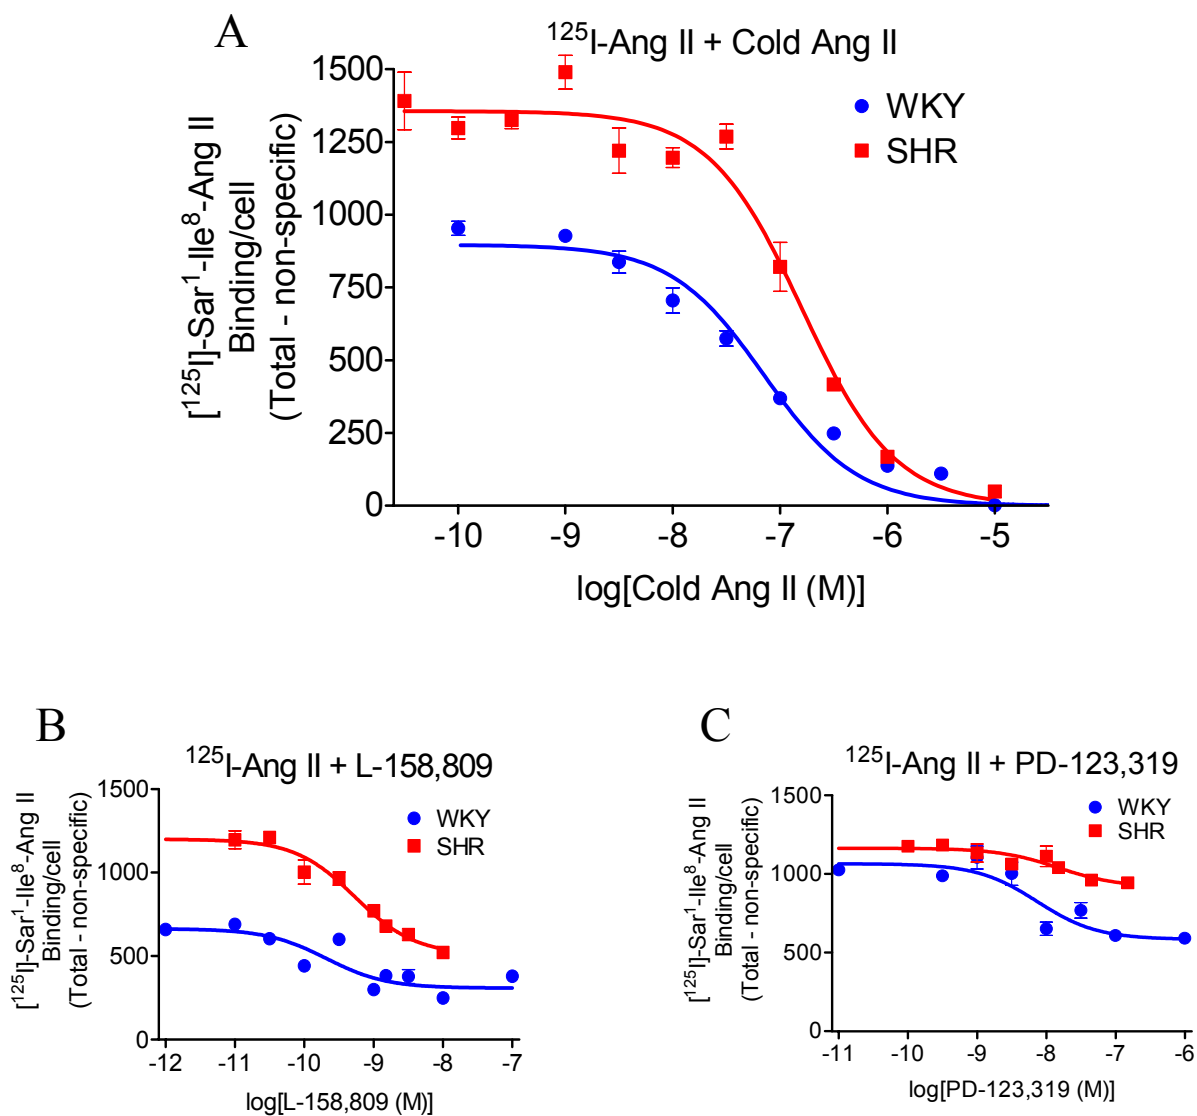 A
¹²⁵I-Ang II + Cold Ang II
[¹²⁵I]-Sar¹-Ile⁸-Ang II
Binding/cell
(Total - non-specific)
1500
1250
1000
750
500
250
0
WKY
SHR
-10 -9 -8 -7 -6 -5
log[Cold Ang II (M)]
B
¹²⁵I-Ang II + L-158,809
[¹²⁵I]-Sar¹-Ile⁸-Ang II
Binding/cell
(Total - non-specific)
1500
1000
500
0
WKY
SHR
-12 -11 -10 -9 -8 -7
log[L-158,809 (M)]
C
¹²⁵I-Ang II + PD-123,319
[¹²⁵I]-Sar¹-Ile⁸-Ang II
Binding/cell
(Total - non-specific)
1500
1000
500
0
WKY
SHR
-11 -10 -9 -8 -7 -6
log[PD-123,319 (M)]